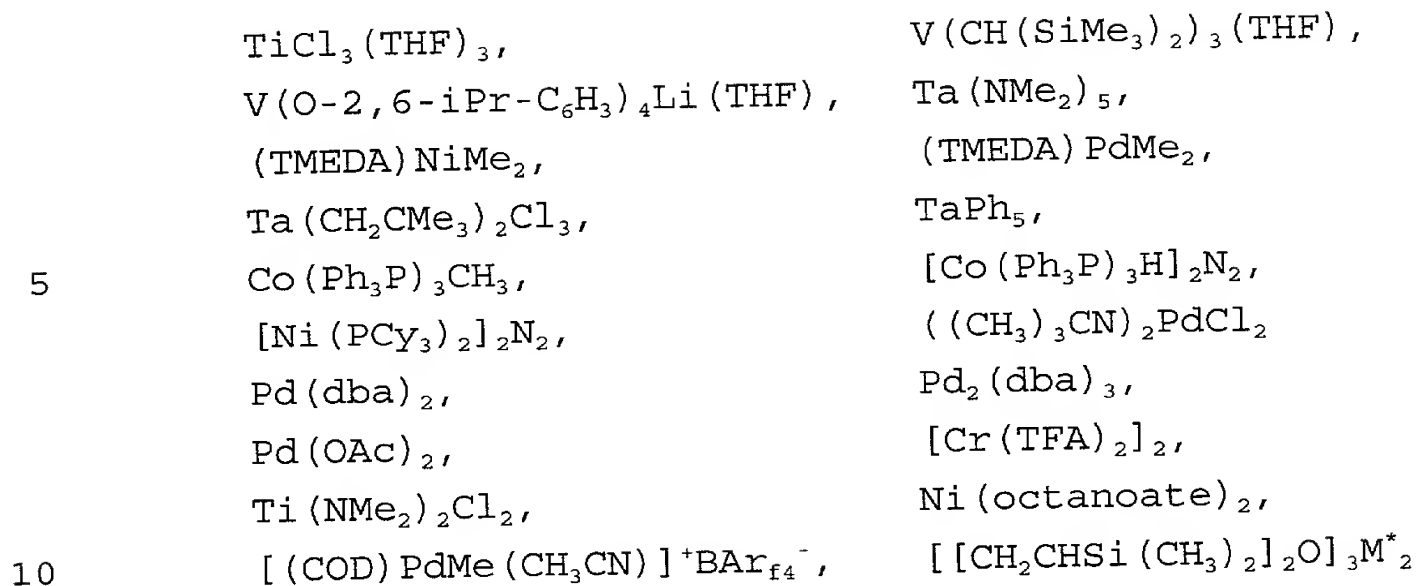 TiCl₃(THF)₃, V(CH(SiMe₃)₂)₃(THF),
V(O-2,6-iPr-C₆H₃)₄Li(THF), Ta(NMe₂)₅,
(TMEDA)NiMe₂, (TMEDA)PdMe₂,
Ta(CH₂CMe₃)₂Cl₃, TaPh₅,
5 Co(Ph₃P)₃CH₃, [Co(Ph₃P)₃H]₂N₂,
[Ni(PCy₃)₂]₂N₂, ((CH₃)₃CN)₂PdCl₂
Pd(dba)₂, Pd₂(dba)₃,
Pd(OAc)₂, [Cr(TFA)₂]₂,
Ti(NMe₂)₂Cl₂, Ni(octanoate)₂,
10 [(COD)PdMe(CH₃CN)]⁺BAr_f4⁻, [[CH₂CHSi(CH₃)₂]₂O]₃M*₂